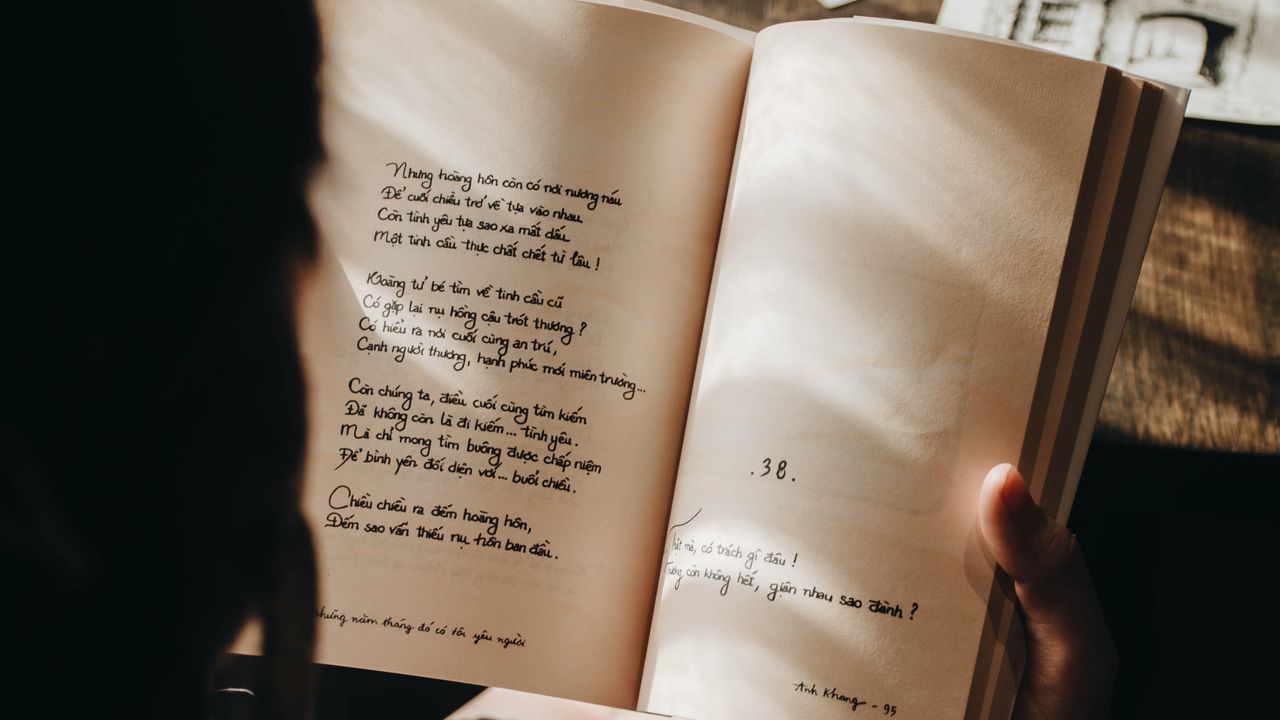 Nhưng hoàng hôn còn có nơi nương náu
Để cuối chiều trở về tựa vào nhau.
Còn tình yêu tựa sao xa mất dấu
Một tinh cầu thực chất chết từ lâu !
Hoàng tử bé tìm về tinh cầu cũ
Có gặp lại nụ hồng cậu trót thương ?
Có hiểu ra nơi cuối cùng an trú,
Cạnh người thương, hạnh phúc mới miên trường...
Còn chúng ta, điều cuối cùng tìm kiếm
Đã không còn là đi kiếm... tình yêu.
Mà chỉ mong tìm buông được chấp niệm
Để bình yên đối diện với... buổi chiều.
Chiều chiều ra đếm hoàng hôn,
Đếm sao vẫn thiếu nụ hôn ban đầu.
những năm tháng đó có tôi yêu người
.38.
Thật mà, có trách gì đâu !
Thương còn không hết, giận nhau sao đành ?
Anh Khang - 95